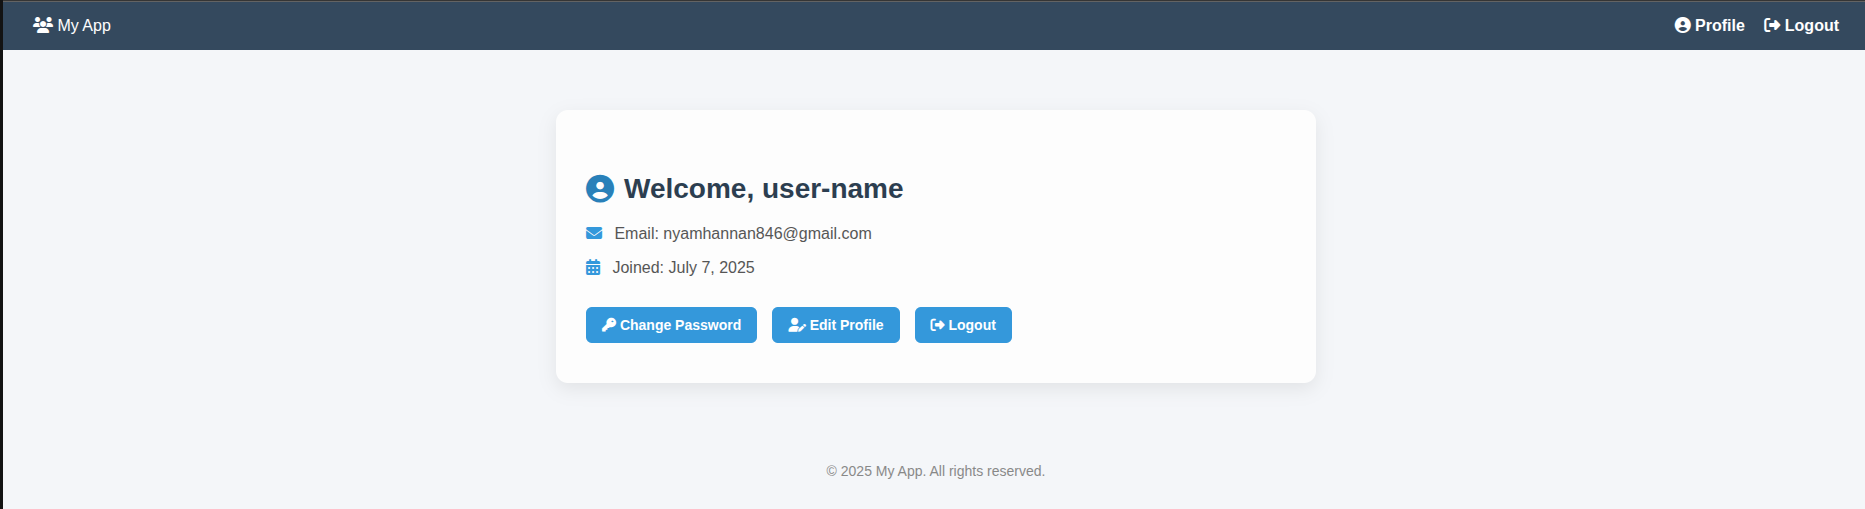 My App
Profile Logout
Welcome, user-name
Email: nyamhannan846@gmail.com
Joined: July 7, 2025
Change Password Edit Profile Logout
© 2025 My App. All rights reserved.